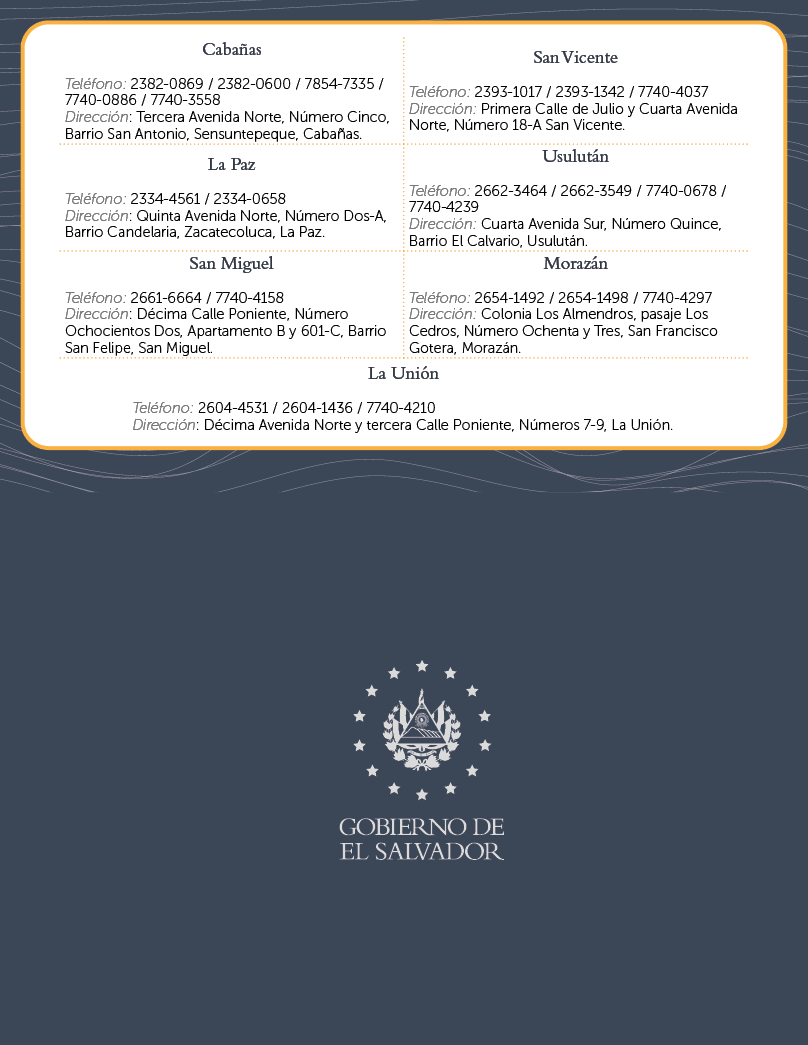 Cabañas
Teléfono: 2382-0869 / 2382-0600 / 7854-7335 /
7740-0886 / 7740-3558
Dirección: Tercera Avenida Norte, Número Cinco,
Barrio San Antonio, Sensuntepeque, Cabañas.
San Vicente
Teléfono: 2393-1017 / 2393-1342 / 7740-4037
Dirección: Primera Calle de Julio y Cuarta Avenida
Norte, Número 18-A San Vicente.
La Paz
Teléfono: 2334-4561 / 2334-0658
Dirección: Quinta Avenida Norte, Número Dos-A,
Barrio Candelaria, Zacatecoluca, La Paz.
Usulután
Teléfono: 2662-3464 / 2662-3549 / 7740-0678 /
7740-4239
Dirección: Cuarta Avenida Sur, Número Quince,
Barrio El Calvario, Usulután.
San Miguel
Teléfono: 2661-6664 / 7740-4158
Dirección: Décima Calle Poniente, Número
Ochocientos Dos, Apartamento B y 601-C, Barrio
San Felipe, San Miguel.
Morazán
Teléfono: 2654-1492 / 2654-1498 / 7740-4297
Dirección: Colonia Los Almendros, pasaje Los
Cedros, Número Ochenta y Tres, San Francisco
Gotera, Morazán.
La Unión
Teléfono: 2604-4531 / 2604-1436 / 7740-4210
Dirección: Décima Avenida Norte y tercera Calle Poniente, Números 7-9, La Unión.
GOBIERNO DE
EL SALVADOR